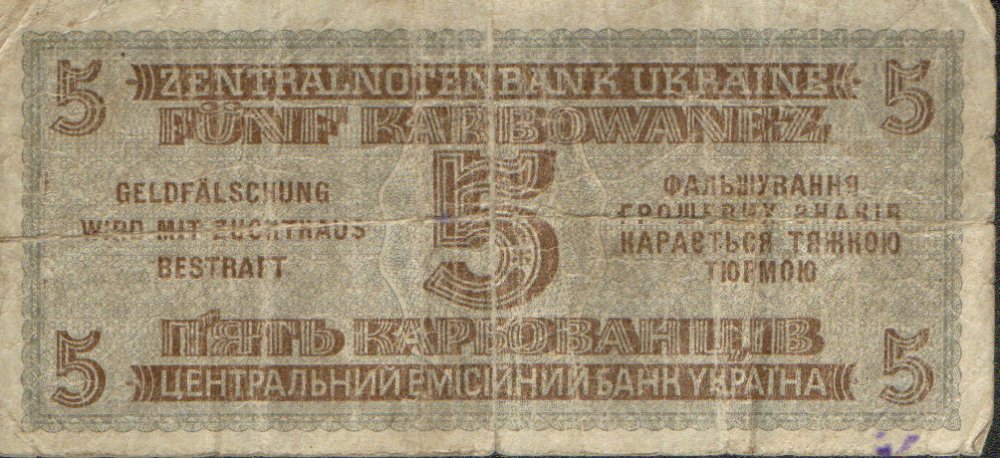 5 ZENTRALNOTENBANK UKRAINE 5
FÜNF KARBOWANEZ
5
GELDFÄLSCHUNG
WIRD MIT ZUCHTHAUS
BESTRAFT
ФАЛЬШУВАННЯ
ГРОШЕВИХ ЗНАКІВ
КАРАЄТЬСЯ ТЯЖНОЮ
ТЮРМОЮ
П'ЯТЬ КАРБОВАНЦІВ
5 ЦЕНТРАЛЬНИЙ ЕМІСІЙНИЙ БАНК УКРАЇНА 5